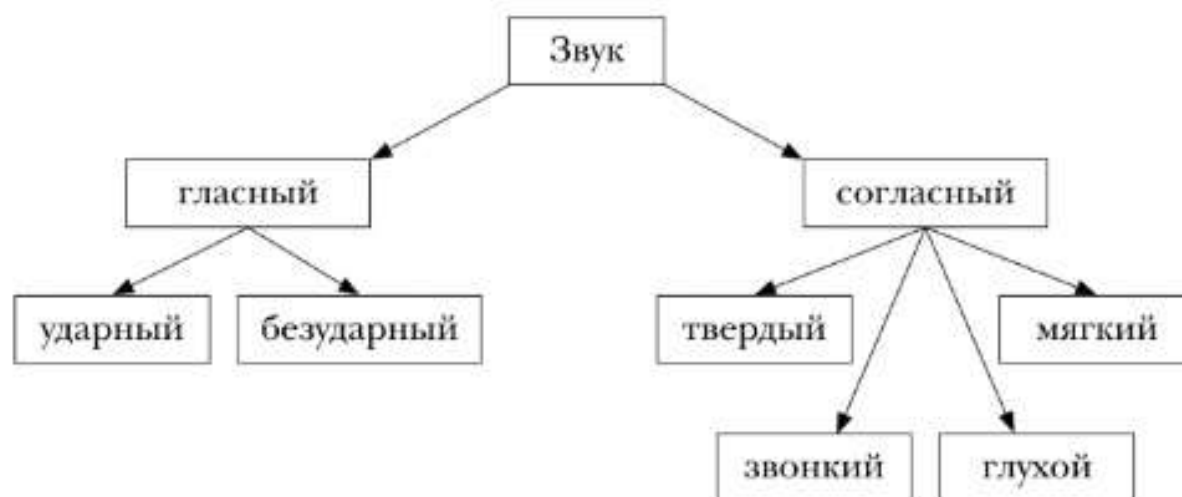 Звук
гласный
согласный
ударный
безударный
твердый
мягкий
звонкий
глухой